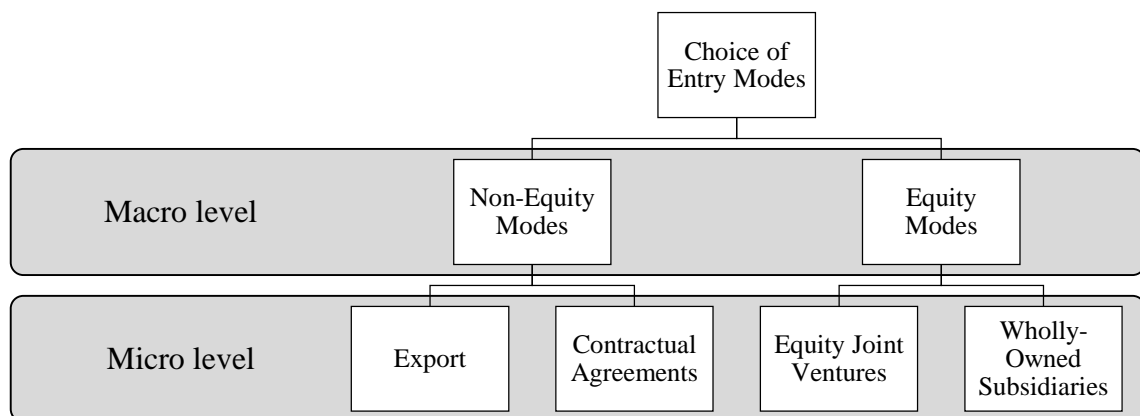 Choice of
Entry Modes
Macro level
Non-Equity
Modes
Equity
Modes
Micro level
Export
Contractual
Agreements
Equity Joint
Ventures
Wholly-
Owned
Subsidiaries